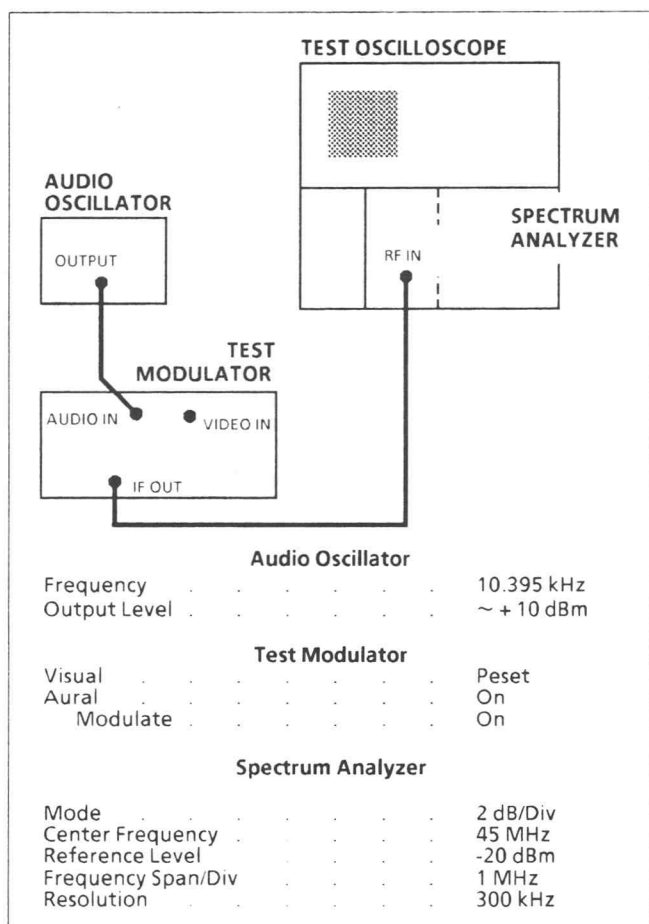 TEST OSCILLOSCOPE
AUDIO
OSCILLATOR
OUTPUT
SPECTRUM
ANALYZER
RF IN
TEST
MODULATOR
AUDIO IN
VIDEO IN
IF OUT
Audio Oscillator
Frequency . . . . . . 10.395 kHz
Output Level . . . . . . ~ + 10 dBm
Test Modulator
Visual . . . . . . Peset
Aural . . . . . . On
Modulate . . . . . . On
Spectrum Analyzer
Mode . . . . . . 2 dB/Div
Center Frequency . . . . . 45 MHz
Reference Level . . . . -20 dBm
Frequency Span/Div . . . . 1 MHz
Resolution . . . . . . 300 kHz